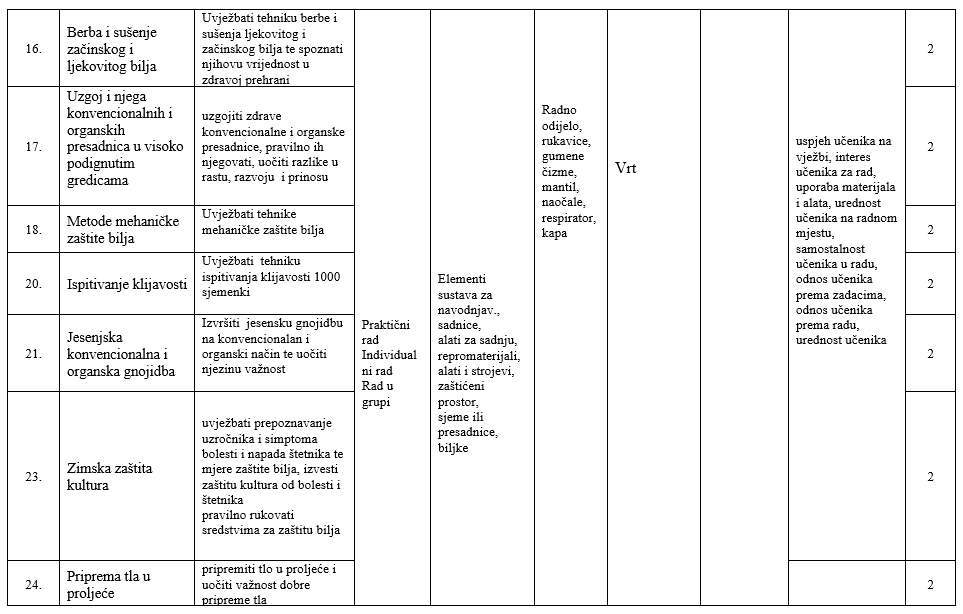 16.
Berba i sušenje
začinskog i
ljekovitog bilja
Uvježbati tehniku berbe i
sušenja ljekovitog i
začinskog bilja te spoznati
njihovu vrijednost u
zdravoj prehrani
2
17.
Uzgoj i njega
konvencionalnih i
organskih
presadnica u visoko
podignutim
gredicama
uzgojiti zdrave
konvencionalne i organske
presadnice, pravilno ih
njegovati, uočiti razlike u
rastu, razvoju i prinosu
2
18.
Metode mehaničke
zaštite bilja
Uvježbati tehnike
mehaničke zaštite bilja
2
20.
Ispitivanje klijavosti
Uvježbati tehniku
ispitivanja klijavosti 1000
sjemenki
2
21.
Jesenjska
konvencionalna i
organska gnojidba
Izvršiti jesensku gnojidbu
na konvencionalan i
organski način te uočiti
njezinu važnost
2
23.
Zimska zaštita
kultura
uvježbati prepoznavanje
uzročnika i simptoma
bolesti i napada štetnika te
mjere zaštite bilja, izvesti
zaštitu kultura od bolesti i
štetnika
pravilno rukovati
sredstvima za zaštitu bilja
2
24.
Priprema tla u
proljeće
pripremiti tlo u proljeće i
uočiti važnost dobre
pripreme tla
2
Praktični
rad
Individual
ni rad
Rad u
grupi
Elementi
sustava za
navodnjav.,
sadnice,
alati za sadnju,
repromaterijali,
alati i strojevi,
zaštićeni
prostor,
sjeme ili
presadnice,
biljke
Radno
odijelo,
rukavice,
gumene
čizme,
mantil,
naočale,
respirator,
kapa
Vrt
uspjeh učenika na
vježbi, interes
učenika za rad,
uporaba materijala
i alata, urednost
učenika na radnom
mjestu,
samostalnost
učenika u radu,
odnos učenika
prema zadacima,
odnos učenika
prema radu,
urednost učenika